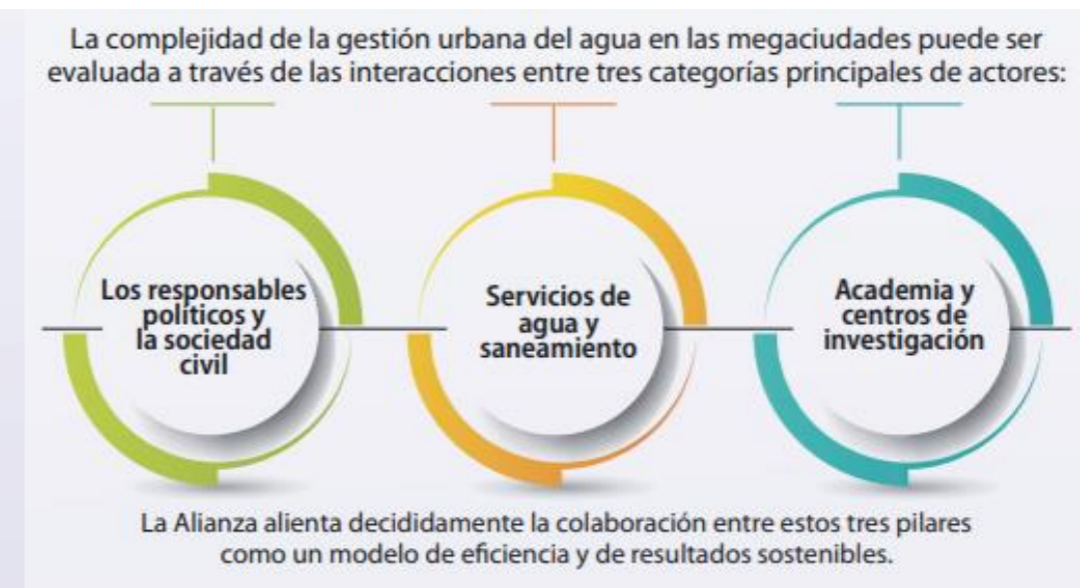 La complejidad de la gestión urbana del agua en las megaciudades puede ser
evaluada a través de las interacciones entre tres categorías principales de actores:
Los responsables
políticos y
la sociedad
civil
Servicios de
agua y
saneamiento
Academia y
centros de
investigación
La Alianza alienta decididamente la colaboración entre estos tres pilares
como un modelo de eficiencia y de resultados sostenibles.